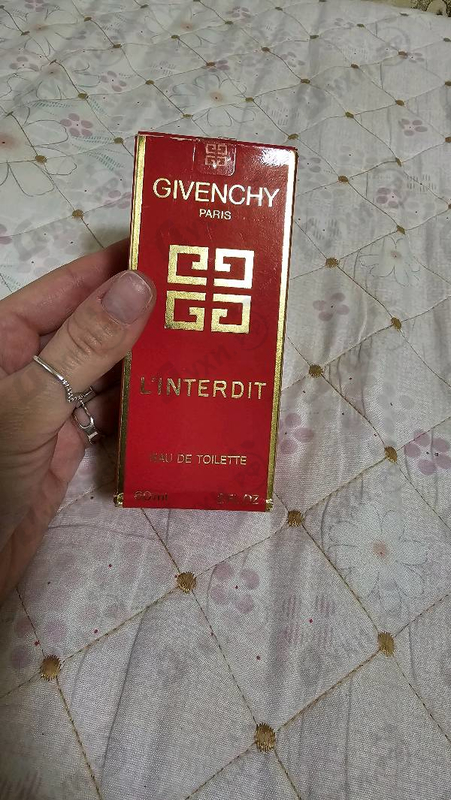 GIVENCHY
PARIS
L'INTERDIT
EAU DE TOILETTE